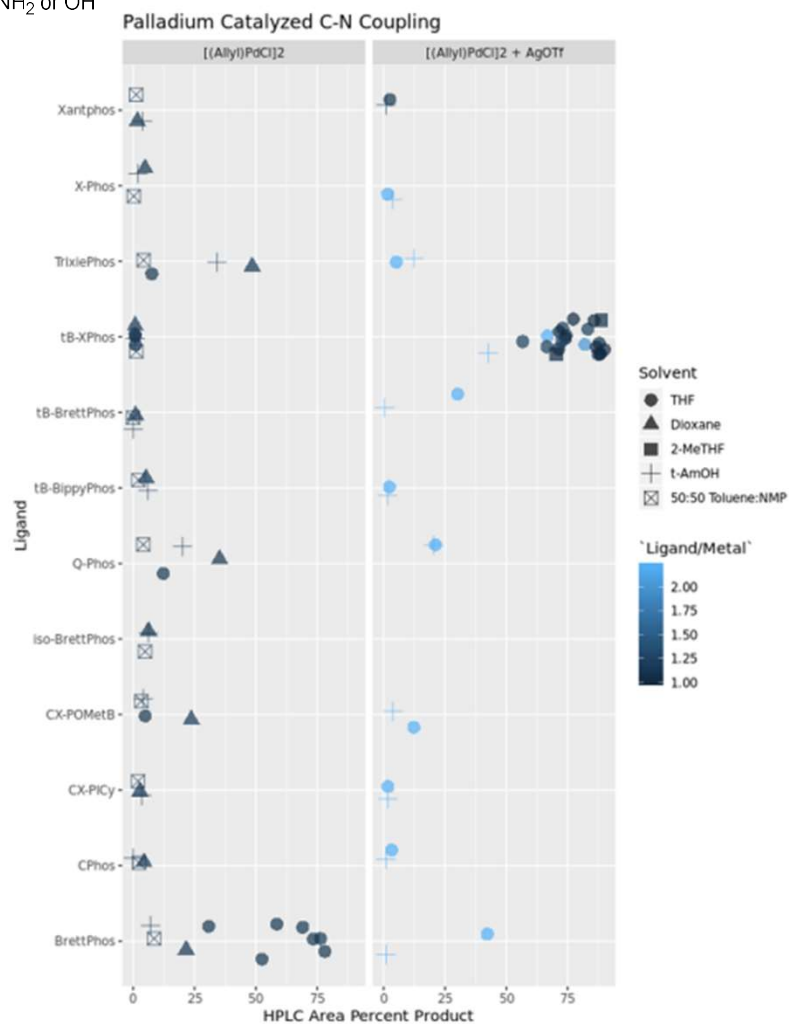 NH2 or OH
Palladium Catalyzed C-N Coupling
[(Allyl)PdCl]2
[(Allyl)PdCl]2 + AgOTf
Xantphos
X-Phos
TrixiePhos
tB-XPhos
tB-BrettPhos
tB-BippyPhos
Q-Phos
iso-BrettPhos
CX-POMetB
CX-PICy
CPhos
BrettPhos
Ligand
0 25 50 75
0 25 50 75
HPLC Area Percent Product
Solvent
THF
Dioxane
2-MeTHF
t-AmOH
50:50 Toluene:NMP
`Ligand/Metal`
2.00
1.75
1.50
1.25
1.00